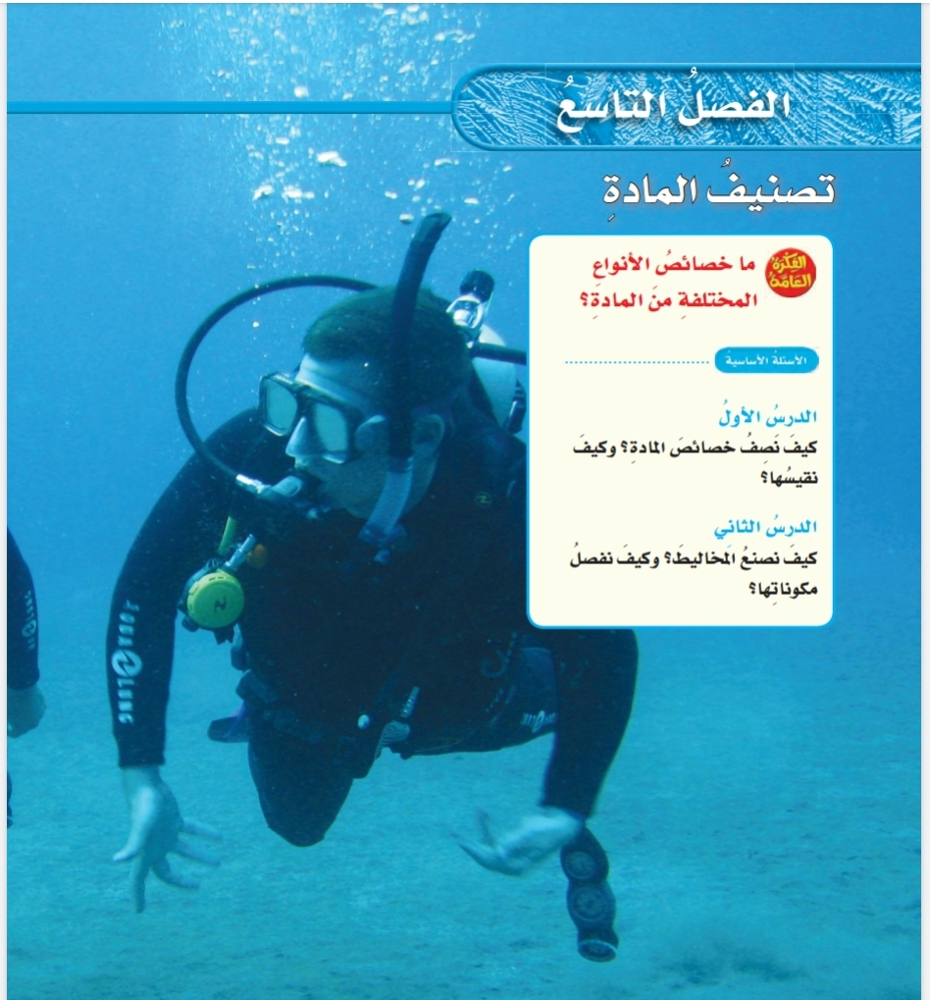 الفصلُ التاسعُ
تصنيفُ المادةِ
الفكرةُ
العامةُ
ما خصائصُ الأنواعِ
المختلفةِ منَ المادةِ؟
الأسئلةُ الأساسيةُ
الدرسُ الأولُ
كيفَ نَصِفُ خصائصَ المادةِ؟ وكيفَ
نقيسُها؟
الدرسُ الثاني
كيفَ نصنعُ المَخاليطَ؟ وكيفَ نفصلُ
مكوناتِها؟